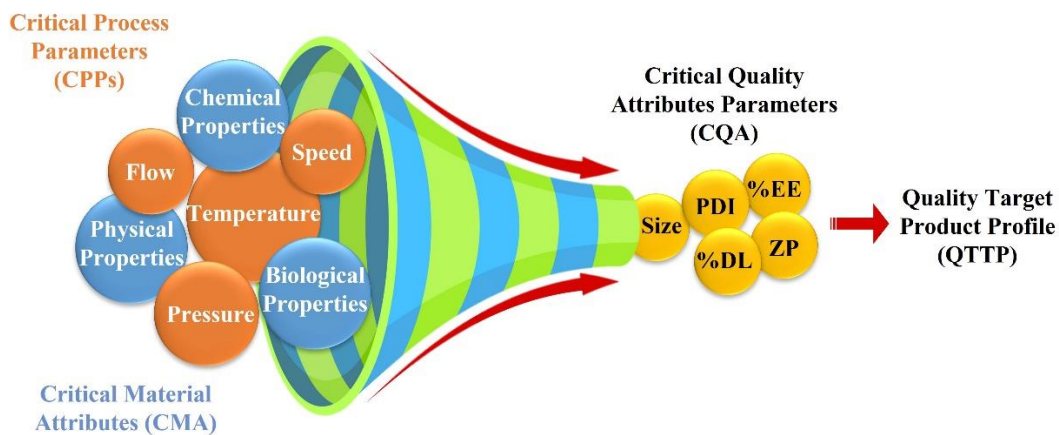 Critical Process
Parameters
(CPPs)
Chemical
Properties
Speed
Flow
Temperature
Physical
Properties
Biological
Properties
Pressure
Critical Material
Attributes (CMA)
Critical Quality
Attributes Parameters
(CQA)
%EE
PDI
Size
%DL
ZP
Quality Target
Product Profile
(QTTP)